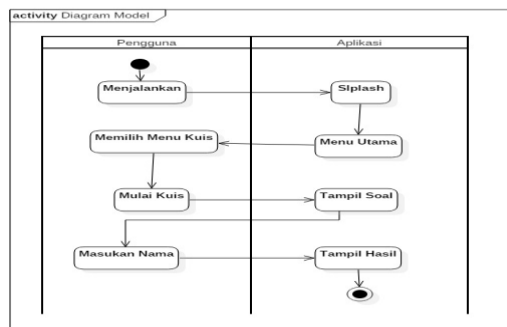 activity Diagram Model
Pengguna
Aplikasi
Menjalankan
SIplash
Memilih Menu Kuis
Menu Utama
Mulai Kuis
Tampil Soal
Masukan Nama
Tampil Hasil